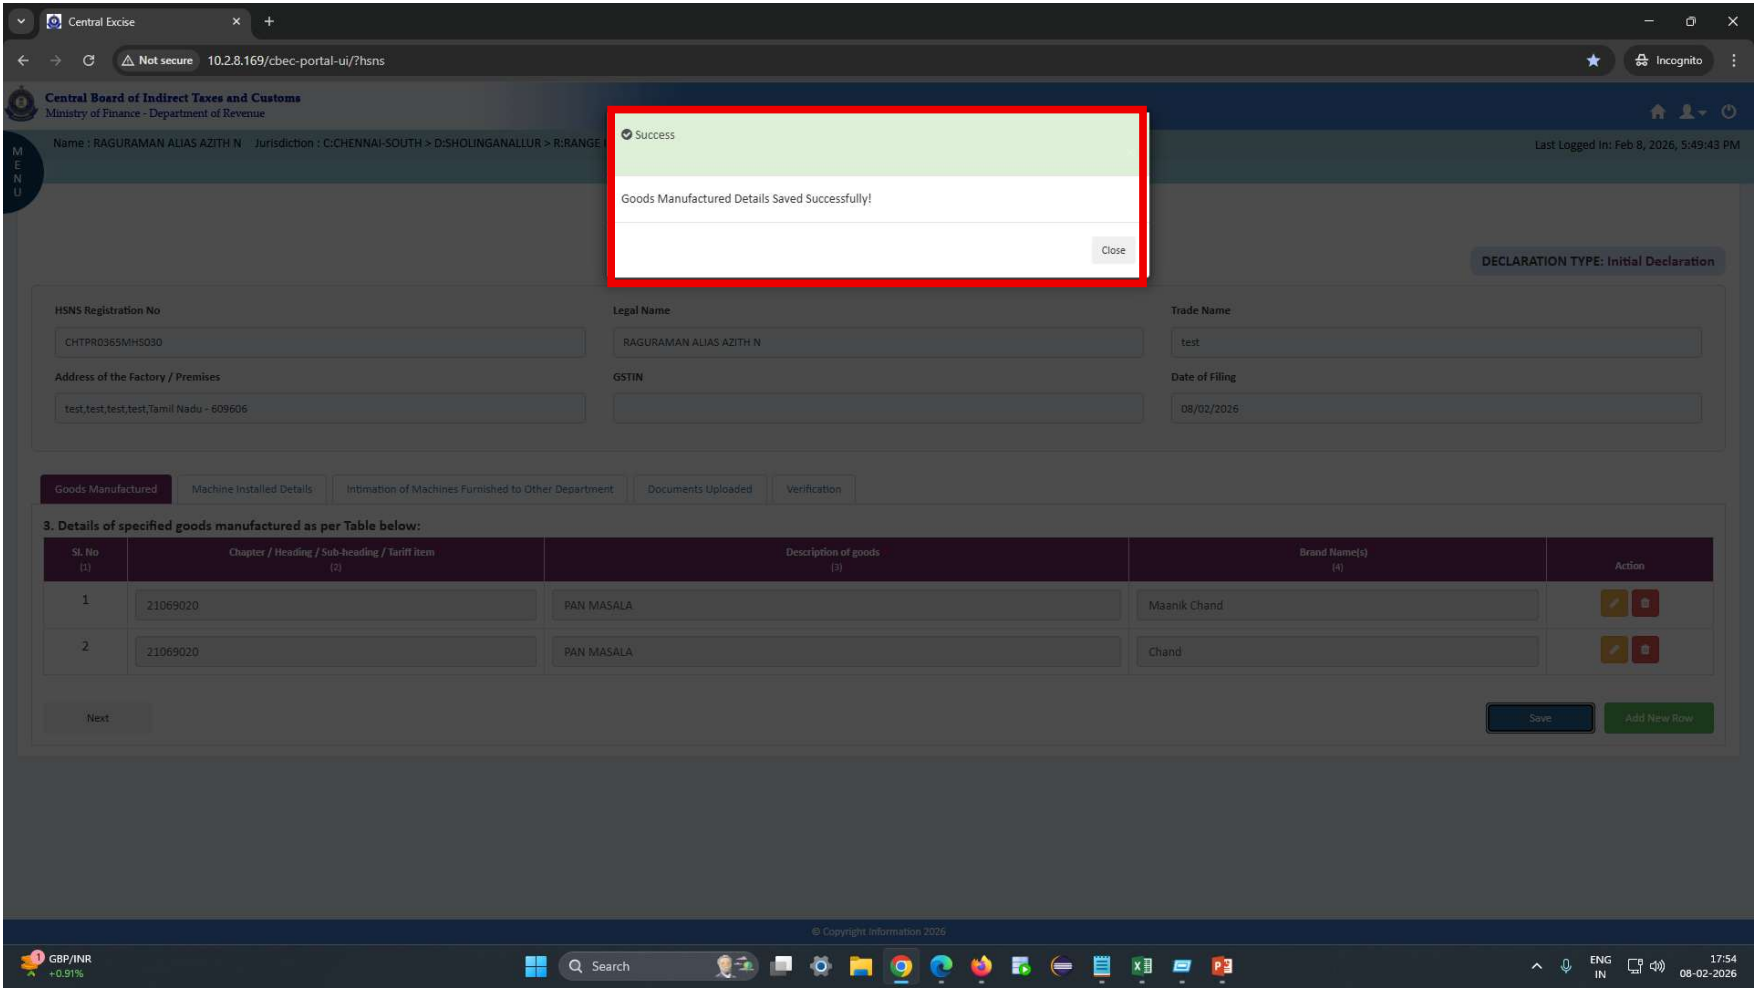 Central Excise
Not secure 10.2.8.169/cbec-portal-ui/?hsns
Incognito
Central Board of Indirect Taxes and Customs
Ministry of Finance - Department of Revenue
MENU
Name : RAGURAMAN ALIAS AZITH N Jurisdiction : C:CHENNAI-SOUTH > D:SHOLINGANALLUR > R:RANGE
Last Logged In: Feb 8, 2026, 5:49:43 PM
Success
Goods Manufactured Details Saved Successfully!
Close
DECLARATION TYPE: Initial Declaration
HSNS Registration No
Legal Name
Trade Name
CHTPR0365MHS030
RAGURAMAN ALIAS AZITH N
test
Address of the Factory / Premises
GSTIN
Date of Filing
test,test,test,test,Tamil Nadu - 609606
08/02/2026
Goods Manufactured
Machine Installed Details
Intimation of Machines Furnished to Other Department
Documents Uploaded
Verification
3. Details of specified goods manufactured as per Table below:
Sl. No Chapter / Heading / Sub-heading / Tariff item Description of goods Brand Name(s)
(1) (2) (3) (4) Action
1 21069020 PAN MASALA Maanik Chand
2 21069020 PAN MASALA Chand
Next
Save
Add New Row
© Copyright Information 2026
1
GBP/INR
+0.91%
Search
ENG
IN
17:54
08-02-2026